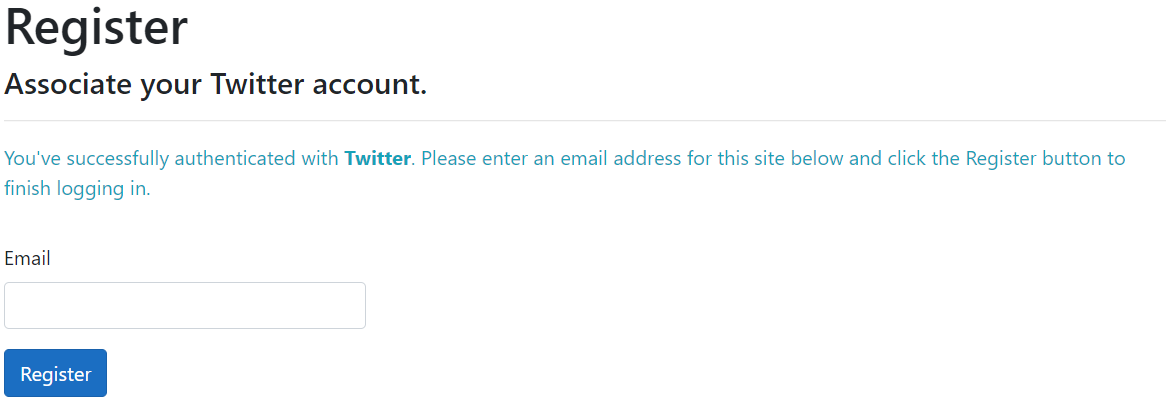 Register
Associate your Twitter account.
You've successfully authenticated with Twitter. Please enter an email address for this site below and click the Register button to
finish logging in.
Email
Register